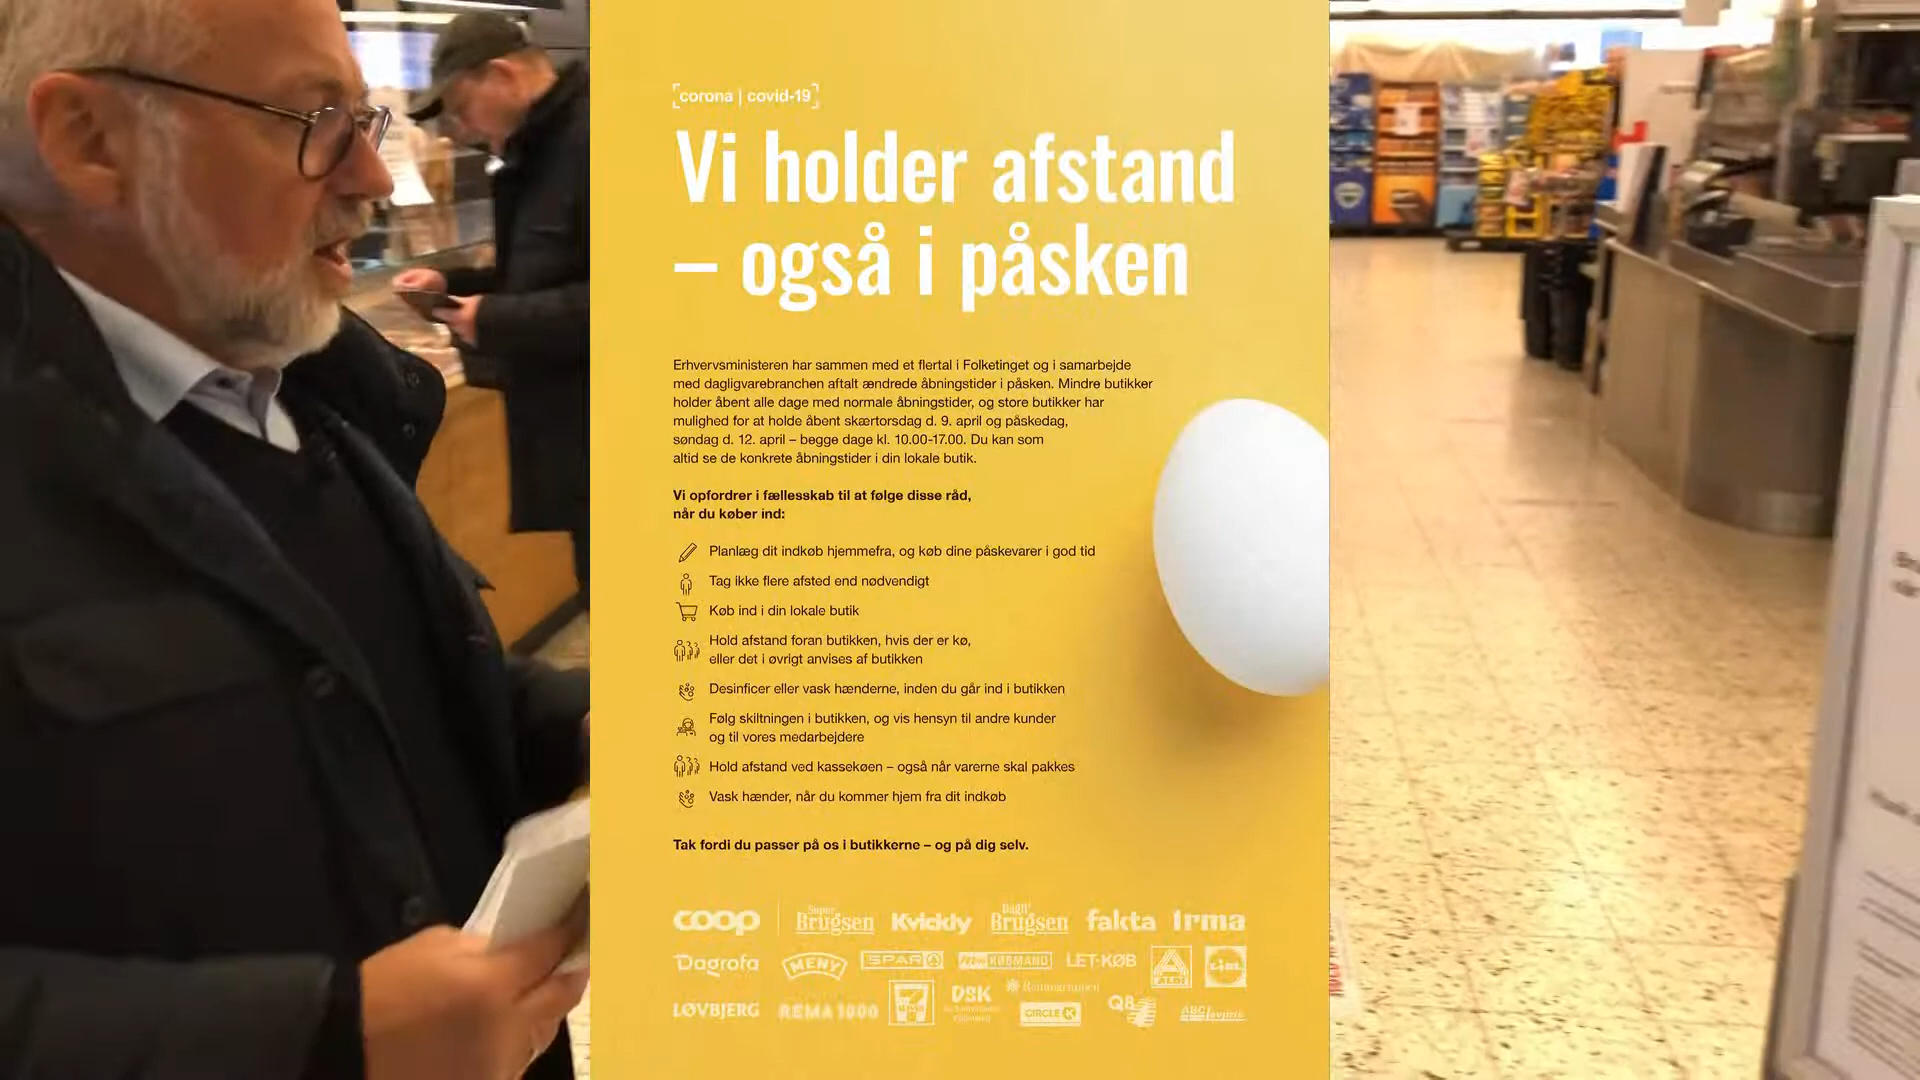 corona | covid-19
Vi holder afstand
– også i påsken
Erhvervsministeren har sammen med et flertal i Folketinget og i samarbejde
med dagligvarebranchen aftalt ændrede åbningstider i påsken. Mindre butikker
holder åbent alle dage med normale åbningstider, og store butikker har
mulighed for at holde åbent skærtorsdag d. 9. april og påskedag,
søndag d. 12. april – begge dage kl. 10.00-17.00. Du kan som
altid se de konkrete åbningstider i din lokale butik.
Vi opfordrer i fællesskab til at følge disse råd,
når du køber ind:
Planlæg dit indkøb hjemmefra, og køb dine påskevarer i god tid
Tag ikke flere afsted end nødvendigt
Køb ind i din lokale butik
Hold afstand foran butikken, hvis der er kø,
eller det i øvrigt anvises af butikken
Desinficer eller vask hænderne, inden du går ind i butikken
Følg skiltningen i butikken, og vis hensyn til andre kunder
og til vores medarbejdere
Hold afstand ved kassekøen – også når varerne skal pakkes
Vask hænder, når du kommer hjem fra dit indkøb
Tak fordi du passer på os i butikkerne – og på dig selv.
coop Super Brugsen Kvickly Dagli' Brugsen fakta Irma
Dagrofa MENY SPAR KØBMAND LET-KØB ALDI LIDL
LØVBJERG REMA 1000 DSK CIRCLE K Q8